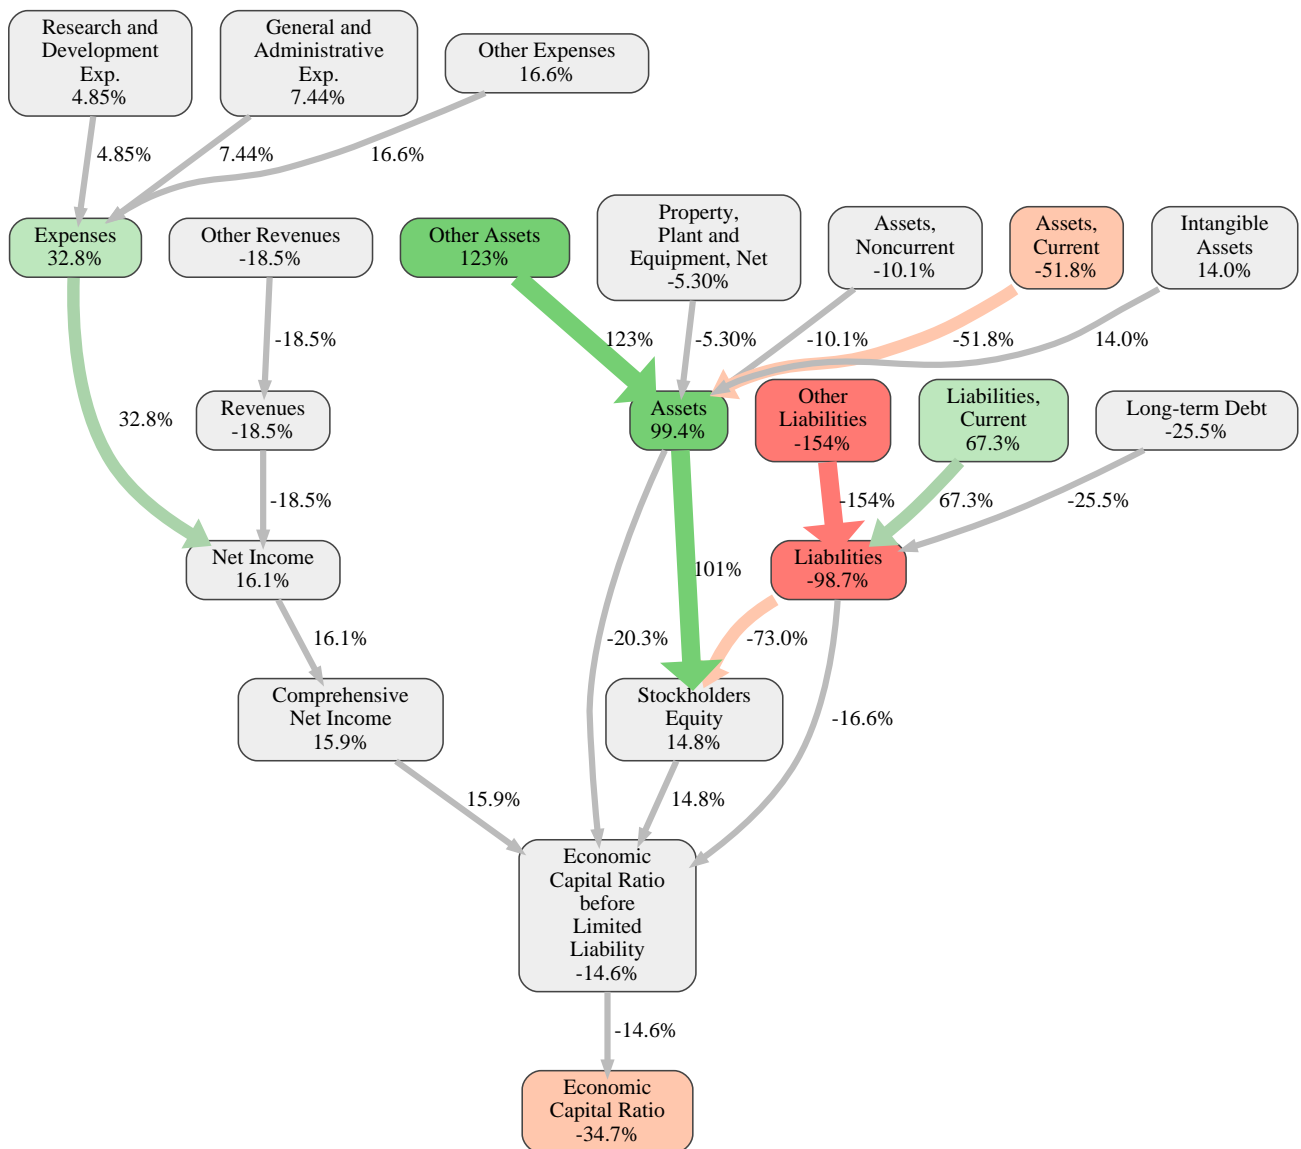 Research and
Development
Exp.
4.85%
General and
Administrative
Exp.
7.44%
Other Expenses
16.6%
4.85%
7.44%
16.6%
Expenses
32.8%
Other Revenues
-18.5%
Other Assets
123%
Property,
Plant and
Equipment, Net
-5.30%
Assets,
Noncurrent
-10.1%
Assets,
Current
-51.8%
Intangible
Assets
14.0%
-18.5%
123%
-5.30%
-10.1%
-51.8%
14.0%
32.8%
Revenues
-18.5%
Assets
99.4%
Other
Liabilities
-154%
Liabilities,
Current
67.3%
Long-term Debt
-25.5%
-18.5%
-154%
67.3%
-25.5%
Net Income
16.1%
101%
Liabilities
-98.7%
16.1%
-20.3%
-73.0%
Comprehensive
Net Income
15.9%
Stockholders
Equity
14.8%
-16.6%
15.9%
14.8%
Economic
Capital Ratio
before
Limited
Liability
-14.6%
-14.6%
Economic
Capital Ratio
-34.7%